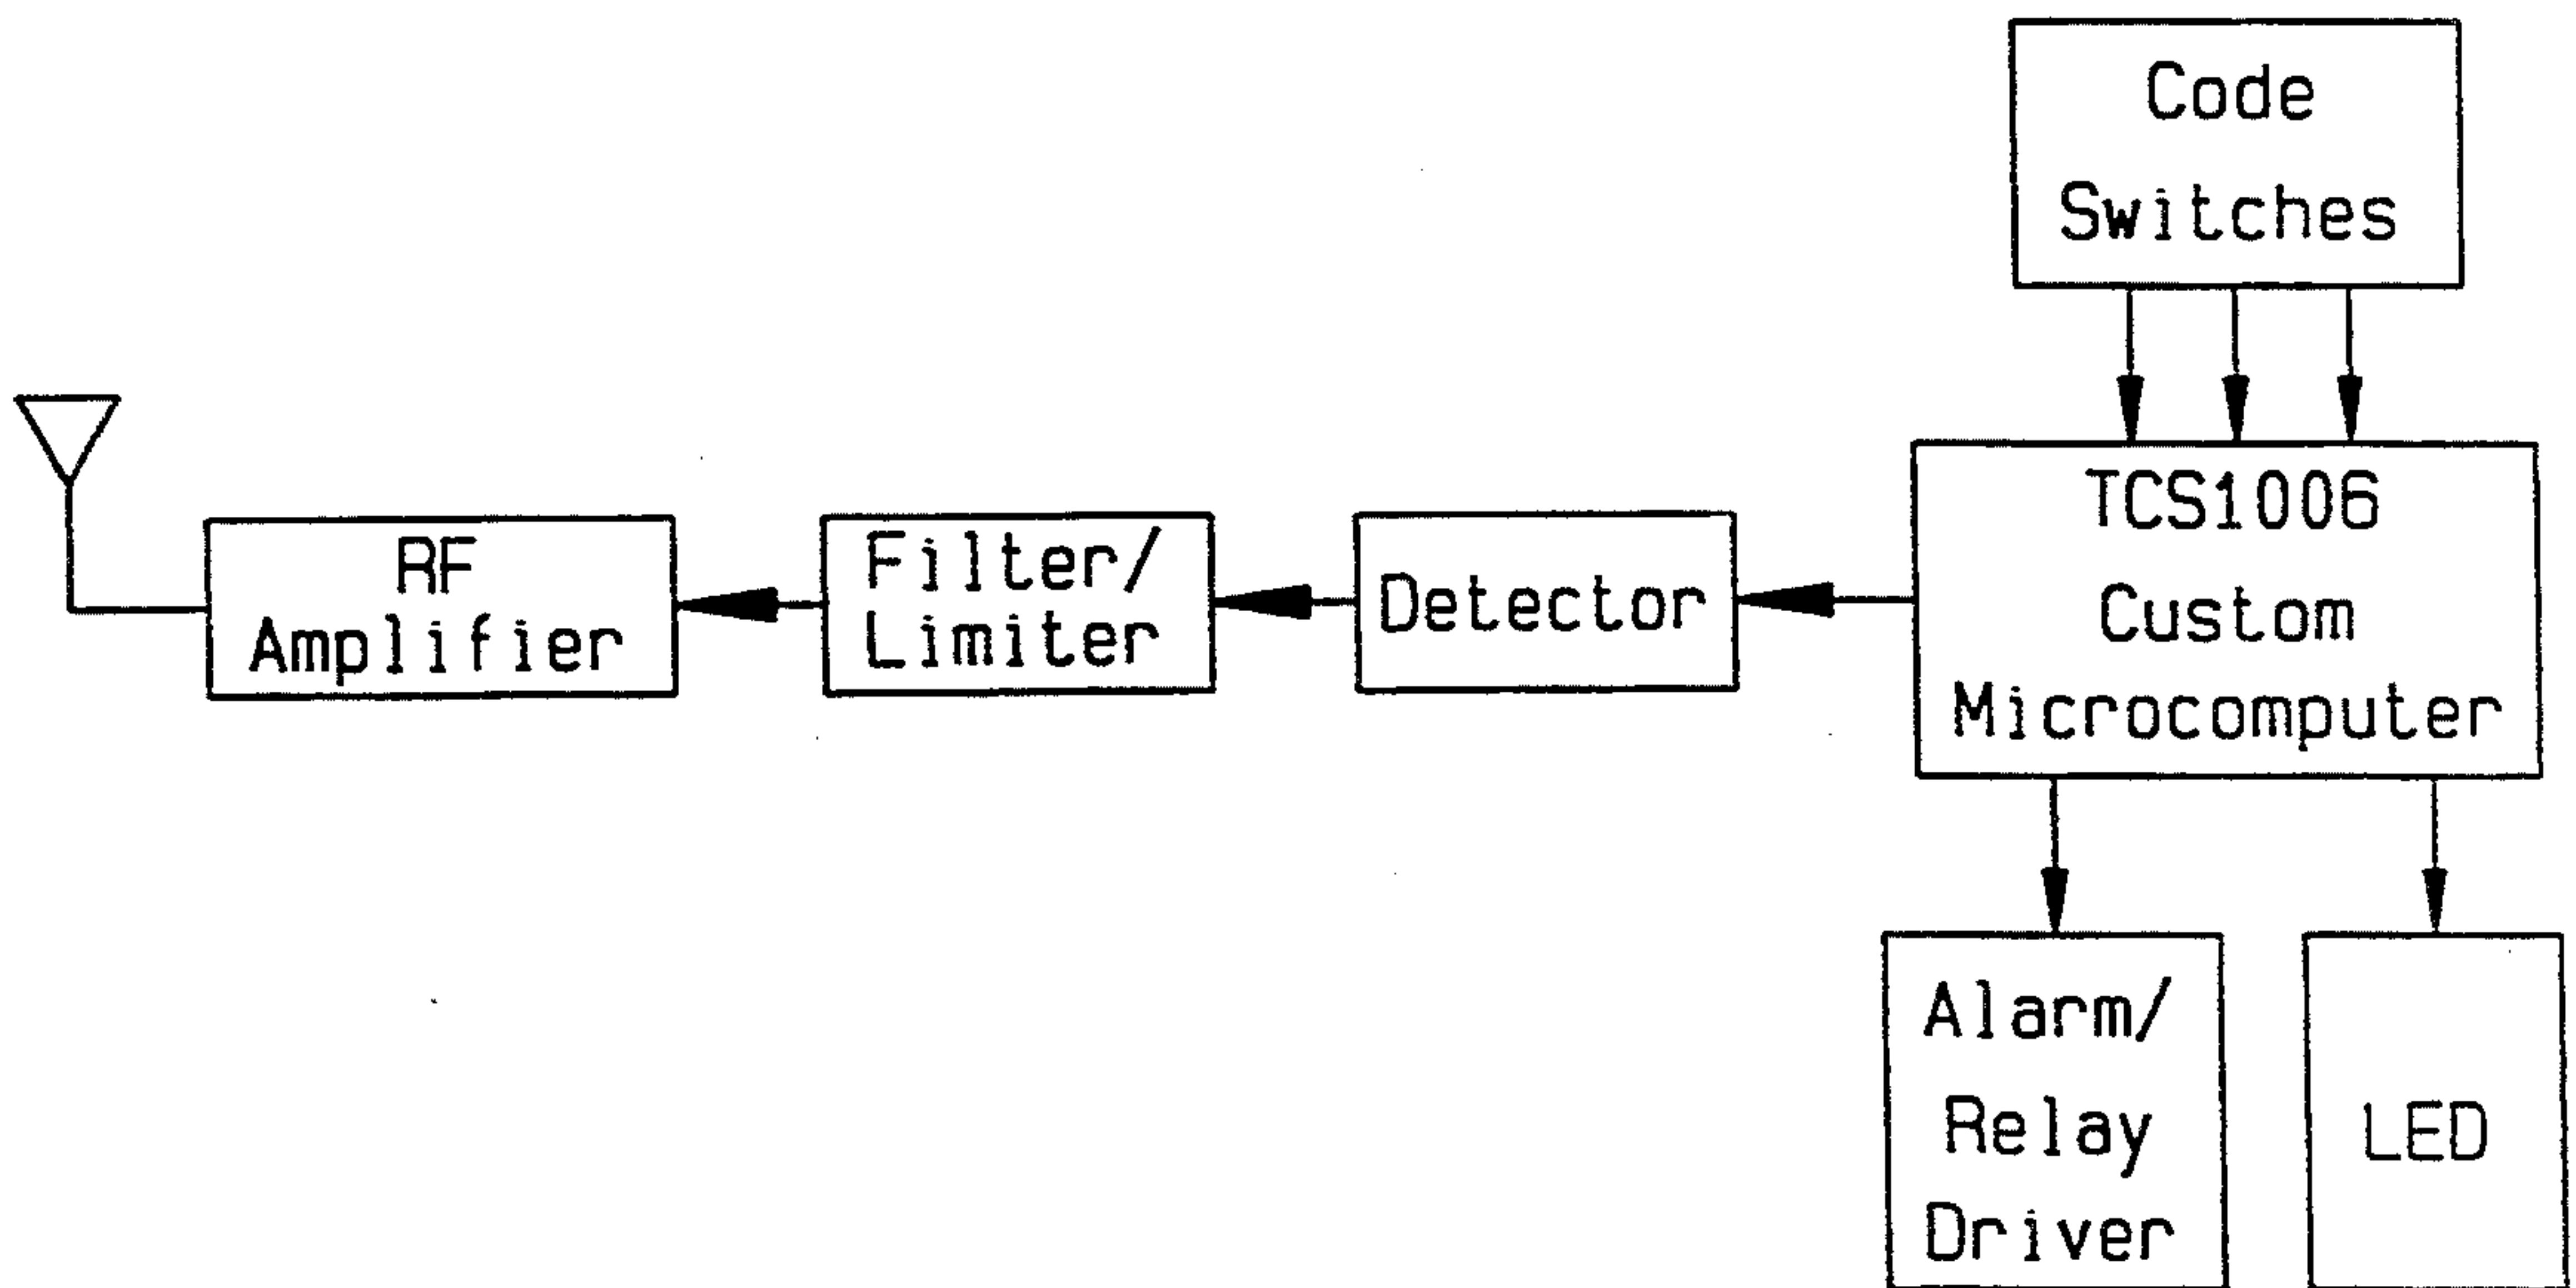 Code
Switches
RF
Amplifier
Filter/
Limiter
Detector
TCS1006
Custom
Microcomputer
Alarm/
Relay
Driver
LED